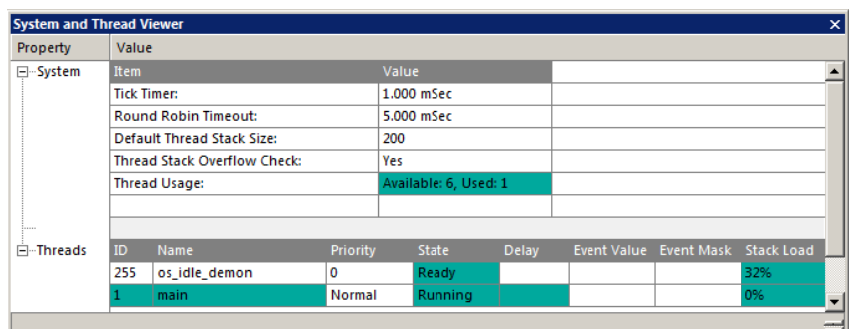 System and Thread Viewer
Property Value
System Item Value
Tick Timer: 1.000 mSec
Round Robin Timeout: 5.000 mSec
Default Thread Stack Size: 200
Thread Stack Overflow Check: Yes
Thread Usage: Available: 6, Used: 1
Threads ID Name Priority State Delay Event Value Event Mask Stack Load
255 os_idle_demon 0 Ready 32%
1 main Normal Running 0%